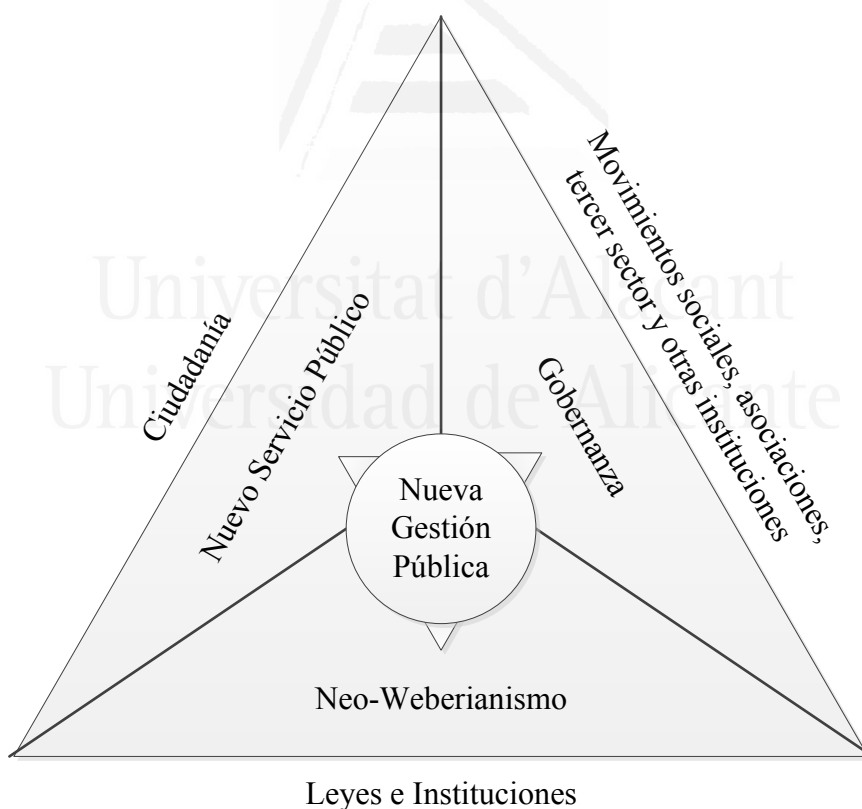 Movimientos sociales, asociaciones,
tercer sector y otras instituciones
Universitat d'Alacant
Universidad de Alicante
Ciudadanía
Nuevo Servicio Público
Gobernanza
Nueva
Gestión
Pública
Neo-Weberianismo
Leyes e Instituciones